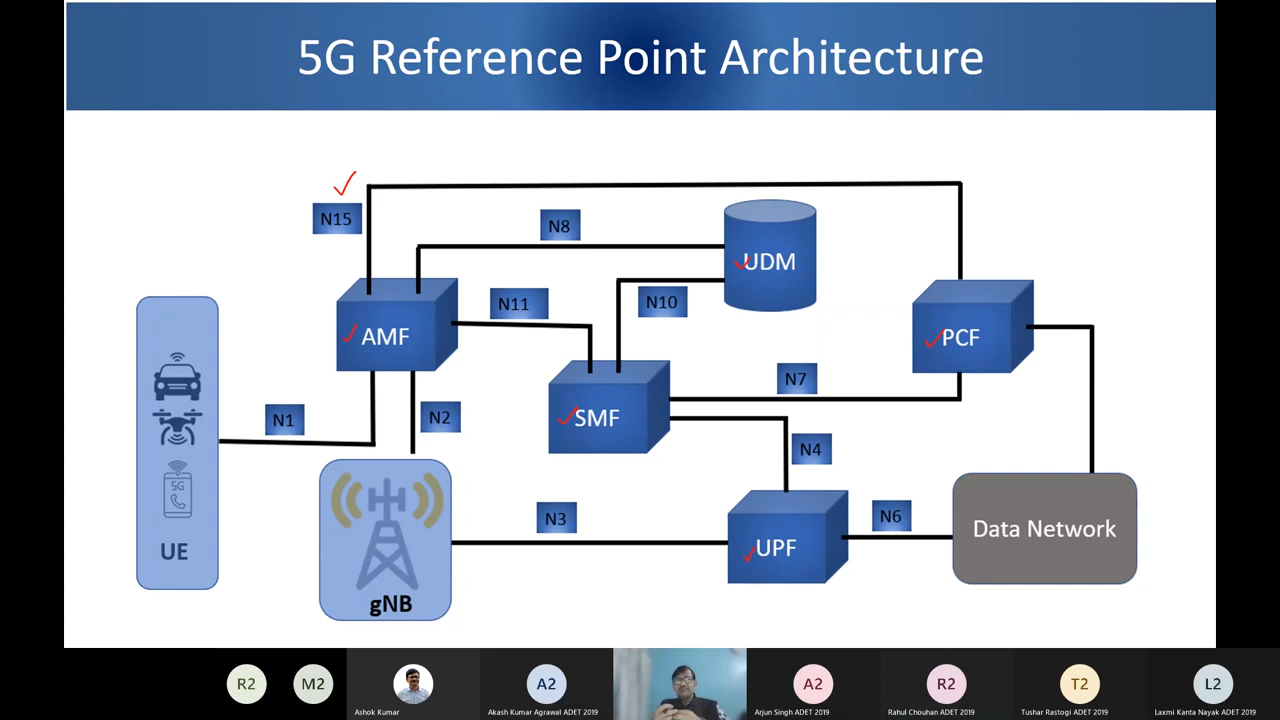 5G Reference Point Architecture
N15
N8
UDM
N11
N10
AMF
PCF
N7
N1
N2
SMF
N4
5G
UE
N3
N6
UPF
Data Network
gNB
R2
M2
A2
A2
R2
T2
L2
Ashok Kumar
Akash Kumar Agrawal ADET 2019
Arjun Singh ADET 2019
Rahul Chouhan ADET 2019
Tushar Rastogi ADET 2019
Laxmi Kanta Nayak ADET 2019